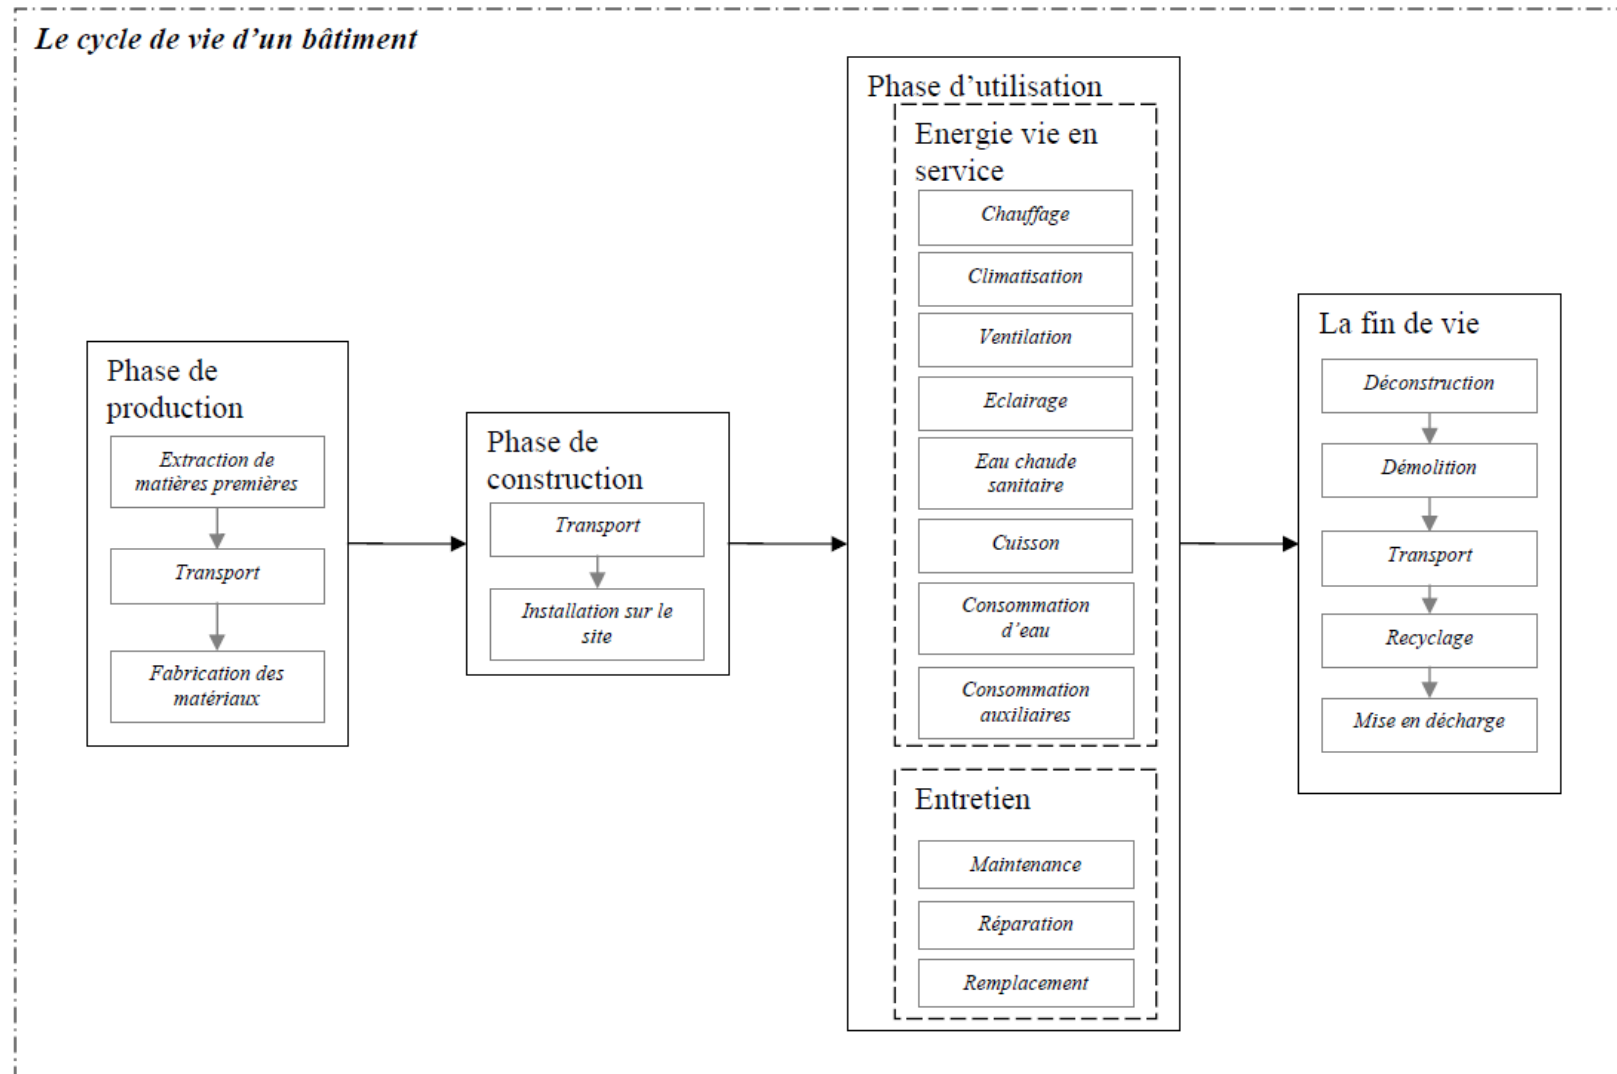 Le cycle de vie d’un bâtiment
Phase de
production
Extraction de
matières premières
Transport
Fabrication des
matériaux
Phase de
construction
Transport
Installation sur le
site
Phase d’utilisation
Energie vie en
service
Chauffage
Climatisation
Ventilation
Eclairage
Eau chaude
sanitaire
Cuisson
Consommation
d’eau
Consommation
auxiliaires
Entretien
Maintenance
Réparation
Remplacement
La fin de vie
Déconstruction
Démolition
Transport
Recyclage
Mise en décharge